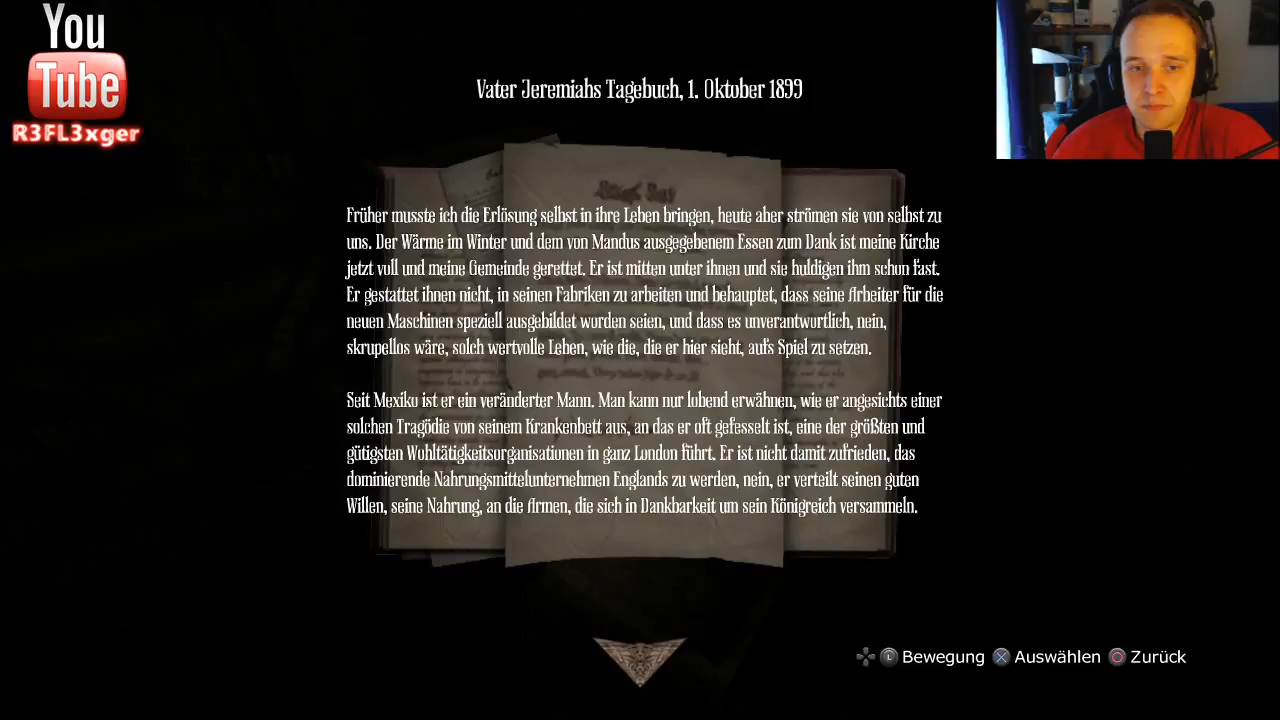 You
Tube
R3FL3xger
Vater Jeremiahs Tagebuch, 1. Oktober 1899
Früher musste ich die Erlösung selbst in ihre Leben bringen, heute aber strömen sie von selbst zu
uns. Der Wärme im Winter und dem von Mandus ausgegebenem Essen zum Dank ist meine Kirche
jetzt voll und meine Gemeinde gerettet. Er ist mitten unter ihnen und sie huldigen ihm schon fast.
Er gestattet ihnen nicht, in seinen Fabriken zu arbeiten und behauptet, dass seine Arbeiter für die
neuen Maschinen speziell ausgebildet worden seien, und dass es unverantwortlich, nein,
skrupellos wäre, solch wertvolle Leben, wie die, die er hier sieht, aufs Spiel zu setzen.
Seit Mexiko ist er ein veränderter Mann. Man kann nur lobend erwähnen, wie er angesichts einer
solchen Tragödie von seinem Krankenbett aus, an das er oft gefesselt ist, eine der größten und
gütigsten Wohltätigkeitsorganisationen in ganz London führt. Er ist nicht damit zufrieden, das
dominierende Nahrungsmittelunternehmen Englands zu werden, nein, er verteilt seinen guten
Willen, seine Nahrung, an die Armen, die sich in Dankbarkeit um sein Königreich versammeln.
L Bewegung Auswählen Zurück